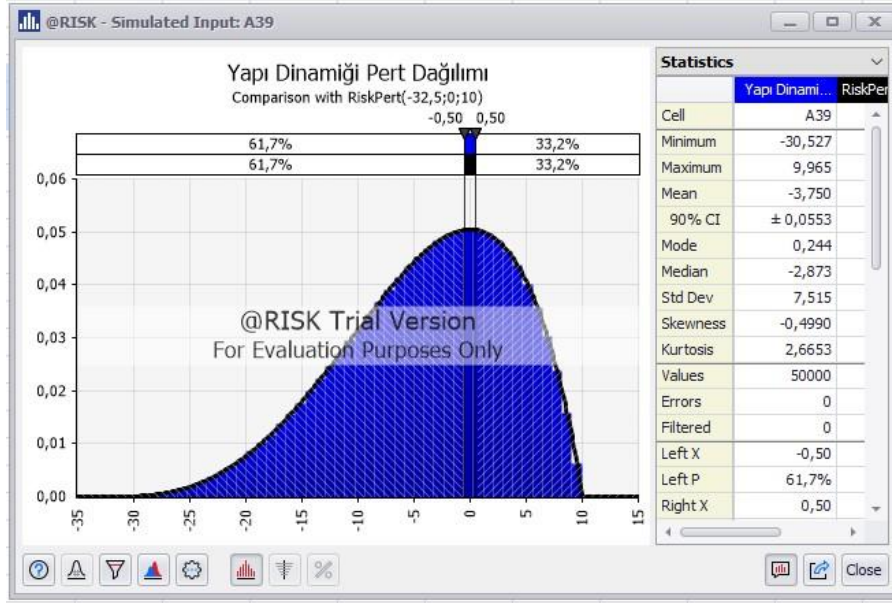 @RISK - Simulated Input: A39
Yapı Dinamiği Pert Dağılımı
Comparison with RiskPert(-32,5;0;10)
-0,50 0,50
61,7% 33,2%
61,7% 33,2%
0,06
0,05
0,04
0,03
0,02
0,01
0,00
@RISK Trial Version
For Evaluation Purposes Only
-35 -30 -25 -20 -15 -10 -5 0 5 10 15
Statistics
Yapı Dinami... RiskPer
Cell A39
Minimum -30,527
Maximum 9,965
Mean -3,750
90% CI ± 0,0553
Mode 0,244
Median -2,873
Std Dev 7,515
Skewness -0,4990
Kurtosis 2,6653
Values 50000
Errors 0
Filtered 0
Left X -0,50
Left P 61,7%
Right X 0,50
Close